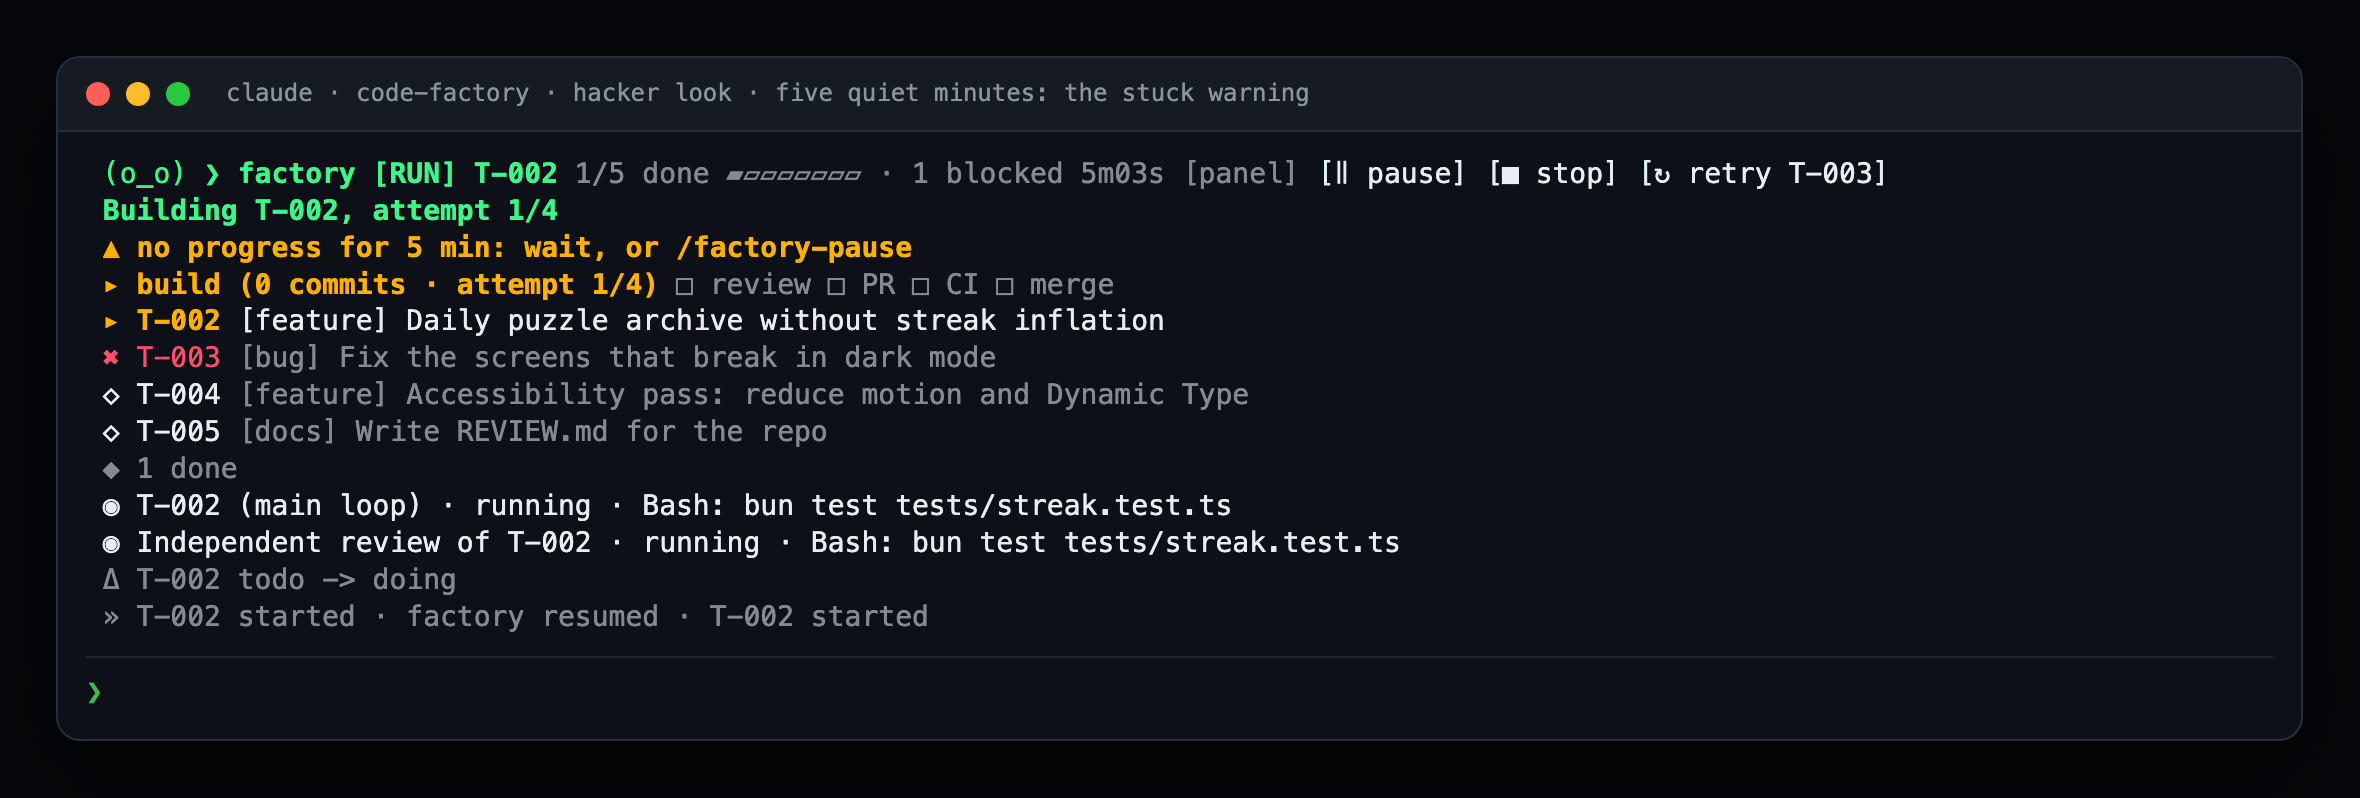 claude · code-factory · hacker look · five quiet minutes: the stuck warning
(o_o) ❯ factory [RUN] T-002 1/5 done ▰▱▱▱▱▱▱▱ · 1 blocked 5m03s [panel] [‖ pause] [■ stop] [↻ retry T-003]
Building T-002, attempt 1/4
▲ no progress for 5 min: wait, or /factory-pause
▸ build (0 commits · attempt 1/4) □ review □ PR □ CI □ merge
▸ T-002 [feature] Daily puzzle archive without streak inflation
✖ T-003 [bug] Fix the screens that break in dark mode
◇ T-004 [feature] Accessibility pass: reduce motion and Dynamic Type
◇ T-005 [docs] Write REVIEW.md for the repo
◆ 1 done
◉ T-002 (main loop) · running · Bash: bun test tests/streak.test.ts
◉ Independent review of T-002 · running · Bash: bun test tests/streak.test.ts
Δ T-002 todo -> doing
» T-002 started · factory resumed · T-002 started
❯